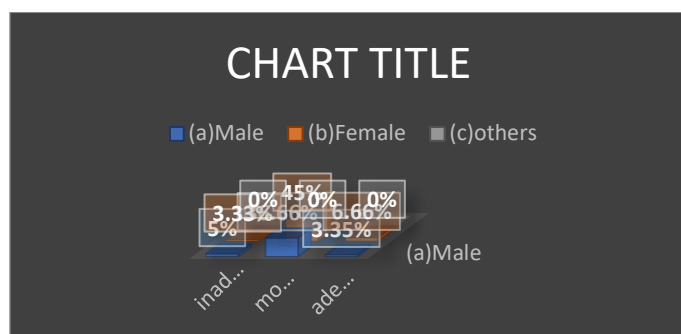 CHART TITLE
(a)Male (b)Female (c)others
0% 45% 0% 0%
3.33% 6.66%
5% 3.35%
(a)Male
inad... mo... ade...